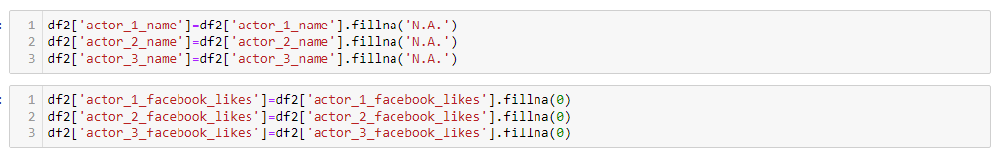 1 df2['actor_1_name']=df2['actor_1_name'].fillna('N.A.')
2 df2['actor_2_name']=df2['actor_2_name'].fillna('N.A.')
3 df2['actor_3_name']=df2['actor_3_name'].fillna('N.A.')
1 df2['actor_1_facebook_likes']=df2['actor_1_facebook_likes'].fillna(0)
2 df2['actor_2_facebook_likes']=df2['actor_2_facebook_likes'].fillna(0)
3 df2['actor_3_facebook_likes']=df2['actor_3_facebook_likes'].fillna(0)